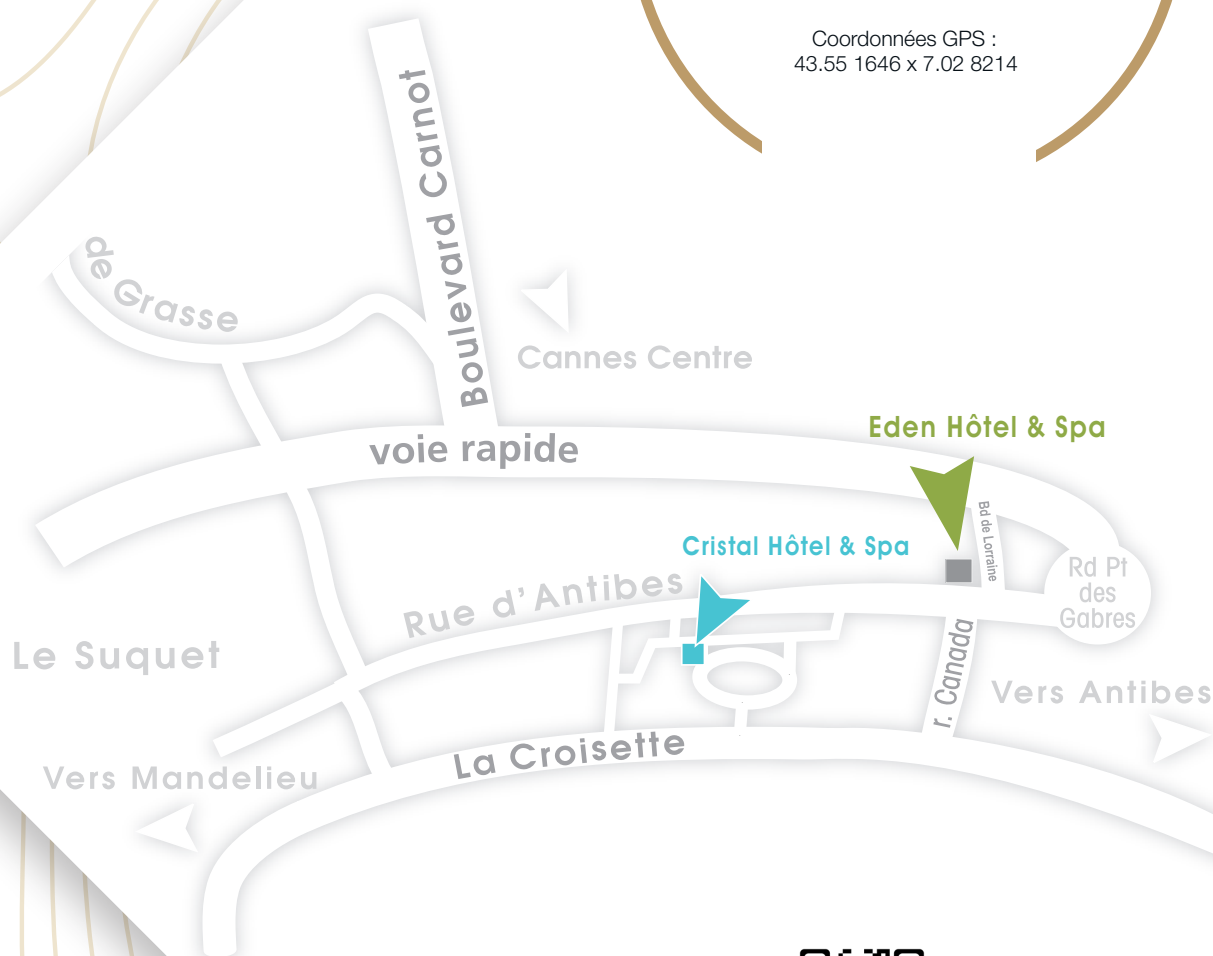 Coordonnées GPS :
43.55 1646 x 7.02 8214
Boulevard Carnot
de Grasse
Cannes Centre
Eden Hôtel & Spa
voie rapide
Bd de Lorraine
Cristal Hôtel & Spa
Rd Pt
des
Gabres
Rue d'Antibes
Le Suquet
r. Canada
Vers Antibes
La Croisette
Vers Mandelieu